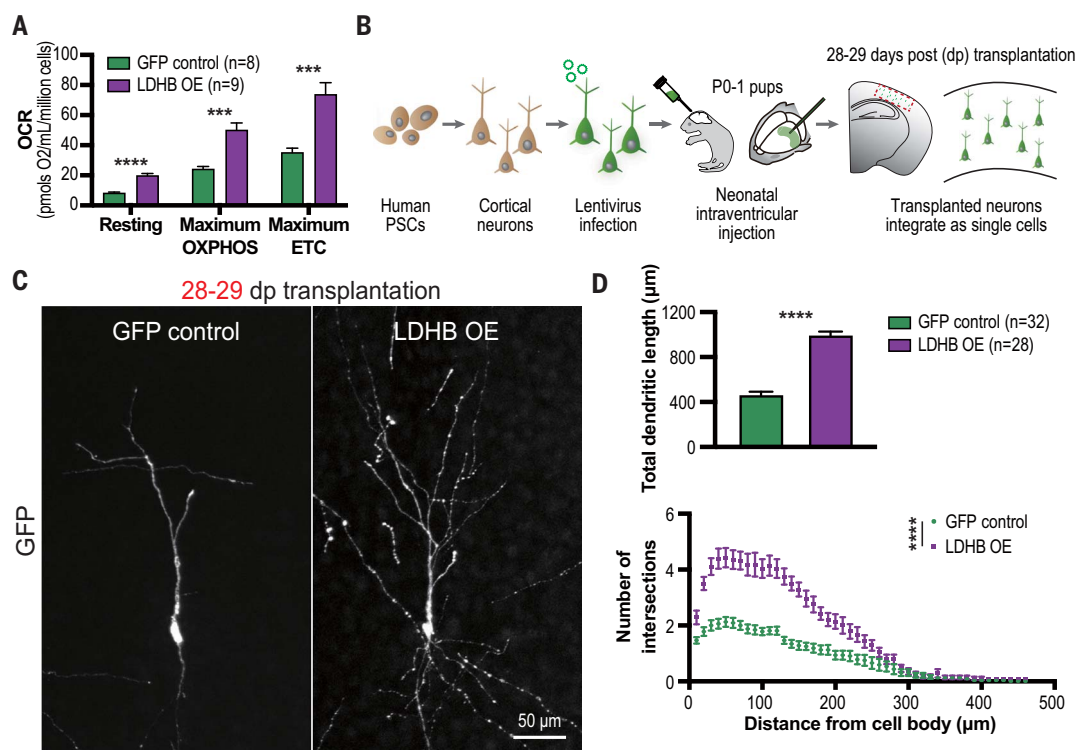 A
GFP control (n=8)
LDHB OE (n=9)
OCR
(pmols O2/mL/million cells)
100
80
60
40
20
0
****
***
***
Resting
Maximum
OXPHOS
Maximum
ETC
B
28-29 days post (dp) transplantation
P0-1 pups
Human
PSCs
Cortical
neurons
Lentivirus
infection
Neonatal
intraventricular
injection
Transplanted neurons
integrate as single cells
C
28-29 dp transplantation
GFP control
LDHB OE
GFP
50 µm
D
Total dendritic length (µm)
1200
800
400
0
****
GFP control (n=32)
LDHB OE (n=28)
Number of
intersections
6
4
2
0
****
GFP control
LDHB OE
0
100
200
300
400
500
Distance from cell body (µm)